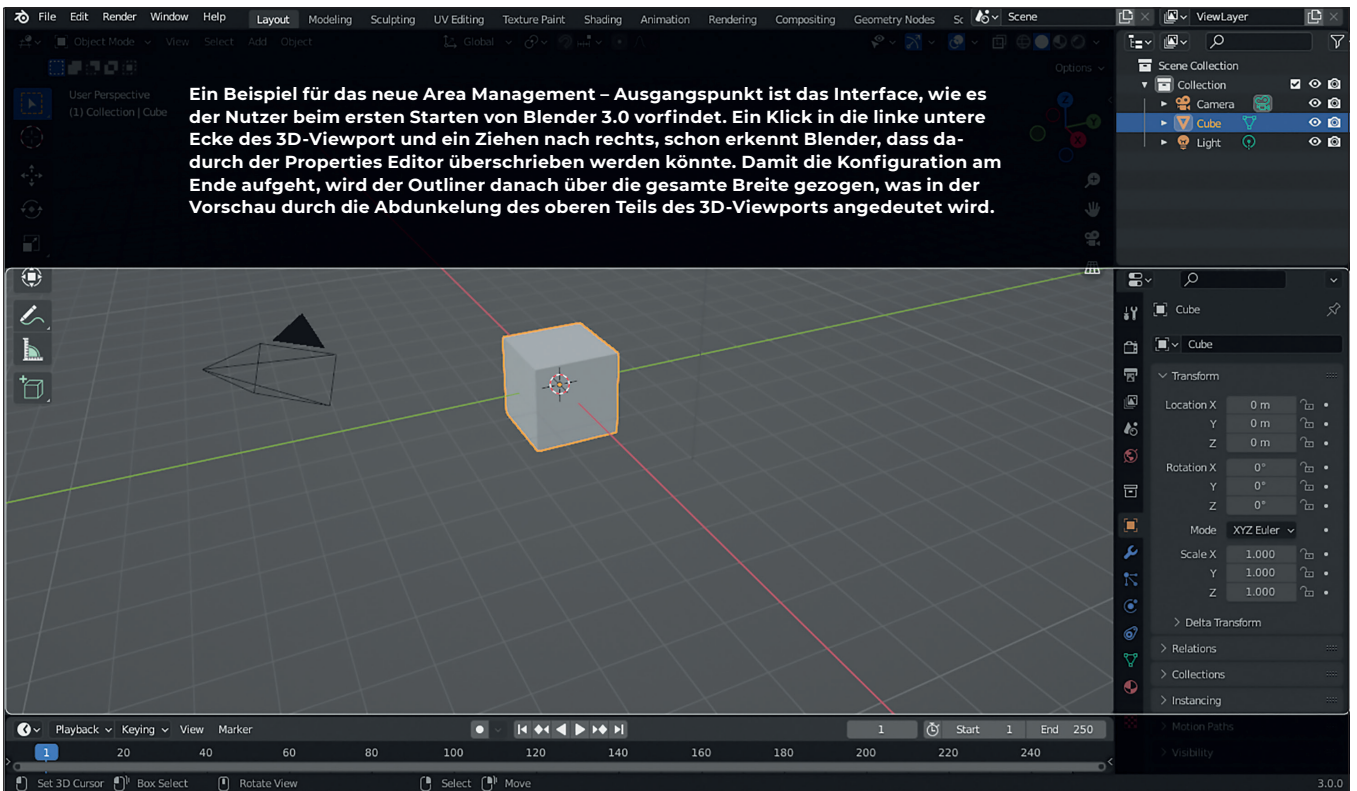 File Edit Render Window Help Layout Modeling Sculpting UV Editing Texture Paint Shading Animation Rendering Compositing Geometry Nodes Sc Scene ViewLayer
Object Mode View Select Add Object Global
Options
User Perspective
(1) Collection | Cube
Ein Beispiel für das neue Area Management – Ausgangspunkt ist das Interface, wie es
der Nutzer beim ersten Starten von Blender 3.0 vorfindet. Ein Klick in die linke untere
Ecke des 3D-Viewport und ein Ziehen nach rechts, schon erkennt Blender, dass da-
durch der Properties Editor überschrieben werden könnte. Damit die Konfiguration am
Ende aufgeht, wird der Outliner danach über die gesamte Breite gezogen, was in der
Vorschau durch die Abdunkelung des oberen Teils des 3D-Viewports angedeutet wird.
Scene Collection
Collection
Camera
Cube
Light
Cube
Cube
Transform
Location X 0 m
Y 0 m
Z 0 m
Rotation X 0°
Y 0°
Z 0°
Mode XYZ Euler
Scale X 1.000
Y 1.000
Z 1.000
Delta Transform
Relations
Collections
Instancing
Motion Paths
Visibility
Playback Keying View Marker 1 Start 1 End 250
1 20 40 60 80 100 120 140 160 180 200 220 240
Set 3D Cursor Box Select Rotate View Select Move 3.0.0